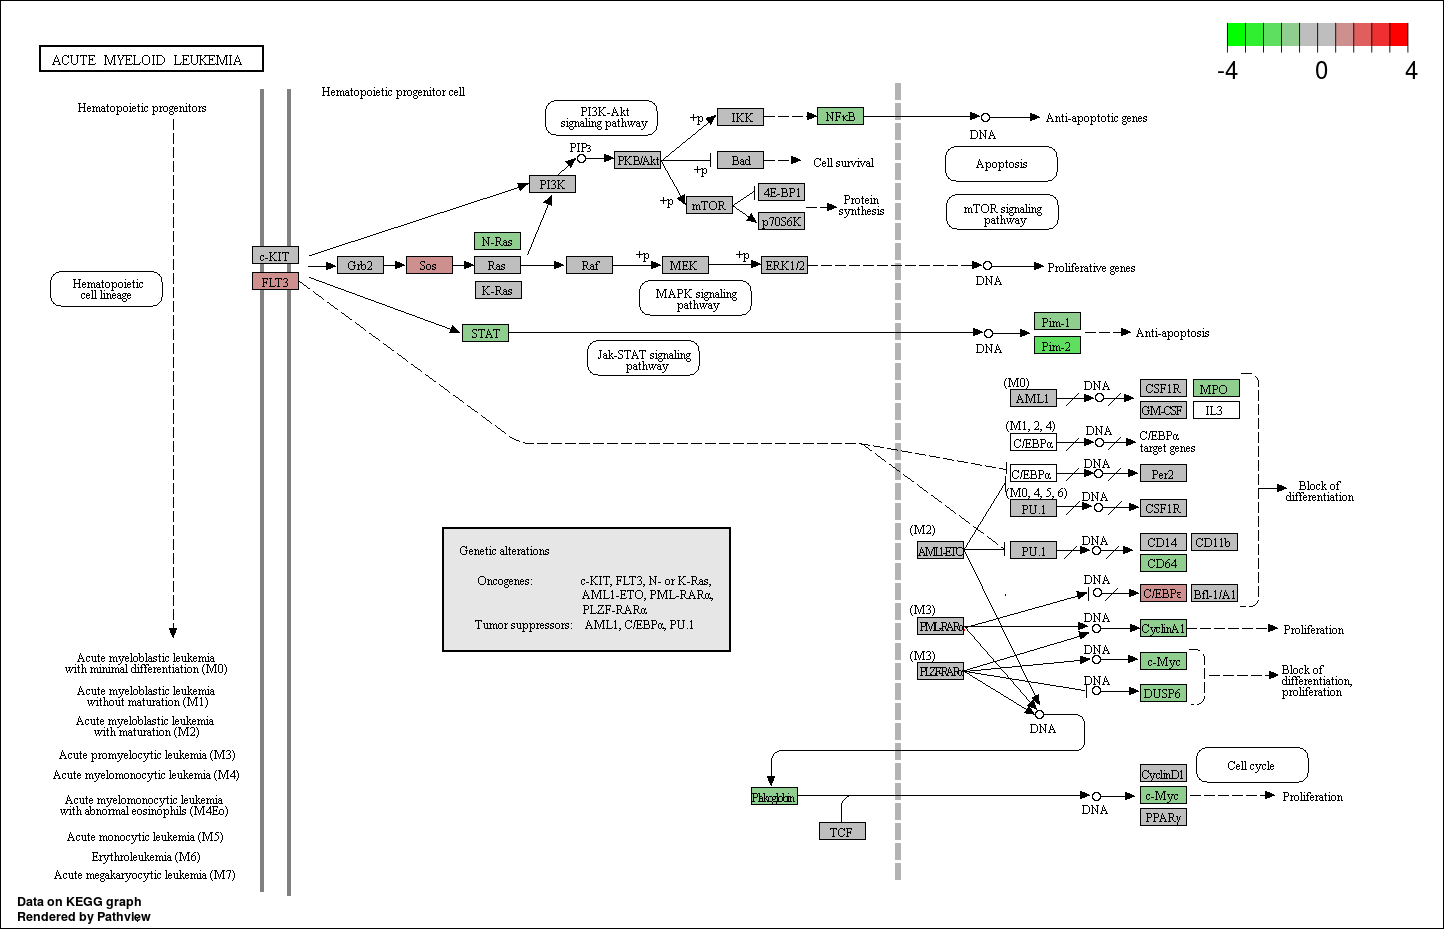 ACUTE MYELOID LEUKEMIA
-4 0 4
Hematopoietic progenitors
Hematopoietic progenitor cell
PI3K-Akt
signaling pathway
+p
IKK
NFκB
DNA
Anti-apoptotic genes
PIP3
PKB/Akt
+p
Bad
Cell survival
Apoptosis
PI3K
+p
mTOR
4E-BP1
p70S6K
Protein
synthesis
mTOR signaling
pathway
c-KIT
FLT3
Grb2
Sos
N-Ras
Ras
K-Ras
Raf
+p
MEK
+p
ERK1/2
DNA
Proliferative genes
MAPK signaling
pathway
Hematopoietic
cell lineage
STAT
DNA
Pim-1
Pim-2
Anti-apoptosis
Jak-STAT signaling
pathway
(M0)
AML1
DNA
CSF1R
MPO
GM-CSF
IL3
(M1, 2, 4)
C/EBPα
DNA
C/EBPα
target genes
C/EBPα
DNA
Per2
(M0, 4, 5, 6)
PU.1
DNA
CSF1R
Block of
differentiation
(M2)
AML1-ETO
PU.1
DNA
CD14
CD11b
CD64
DNA
C/EBPε
Bfl-1/A1
(M3)
PML-RARα
DNA
CyclinA1
Proliferation
(M3)
PLZF-RARα
DNA
c-Myc
DNA
DUSP6
Block of
differentiation,
proliferation
DNA
Genetic alterations
Oncogenes: c-KIT, FLT3, N- or K-Ras,
AML1-ETO, PML-RARα,
PLZF-RARα
Tumor suppressors: AML1, C/EBPα, PU.1
Plakoglobin
TCF
DNA
CyclinD1
c-Myc
PPARγ
Cell cycle
Proliferation
Acute myeloblastic leukemia
with minimal differentiation (M0)
Acute myeloblastic leukemia
without maturation (M1)
Acute myeloblastic leukemia
with maturation (M2)
Acute promyelocytic leukemia (M3)
Acute myelomonocytic leukemia (M4)
Acute myelomonocytic leukemia
with abnormal eosinophils (M4Eo)
Acute monocytic leukemia (M5)
Erythroleukemia (M6)
Acute megakaryocytic leukemia (M7)
Data on KEGG graph
Rendered by Pathview